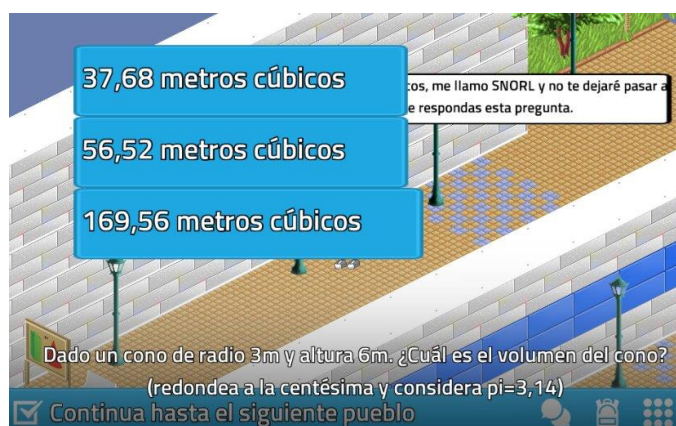 37,68 metros cúbicos
56,52 metros cúbicos
169,56 metros cúbicos
cos, me llamo SNORL y no te dejaré pasar a
e respondas esta pregunta.
Dado un cono de radio 3m y altura 6m. ¿Cuál es el volumen del cono?
(redondea a la centésima y considera pi=3,14)
Continua hasta el siguiente pueblo